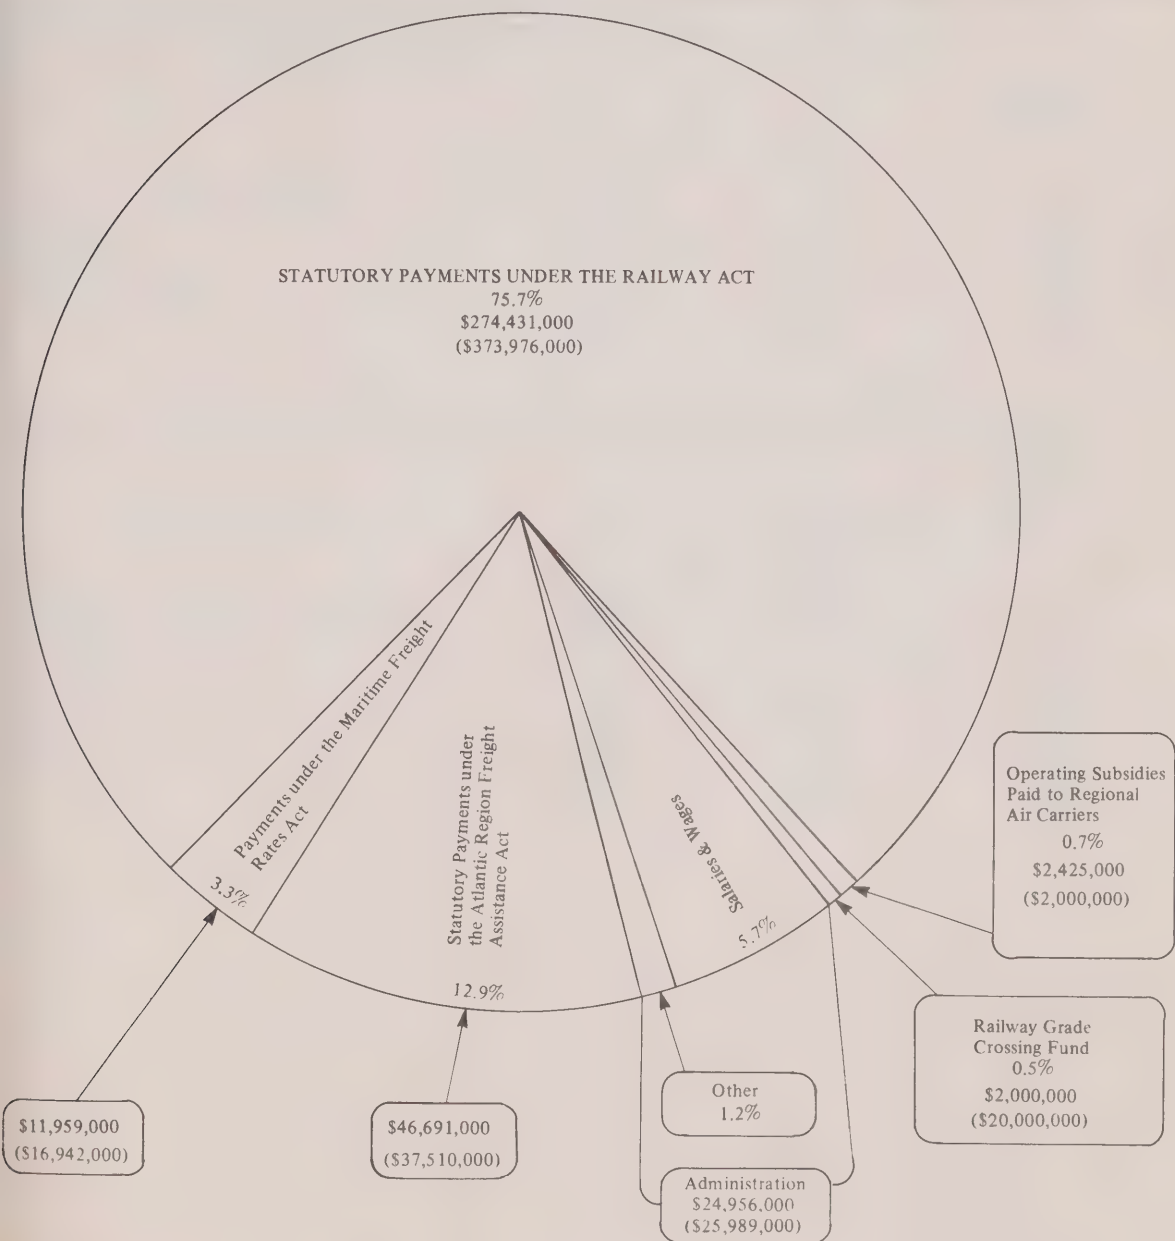 STATUTORY PAYMENTS UNDER THE RAILWAY ACT
75.7%
$274,431,000
($373,976,000)
Payments under the Maritime Freight
Rates Act
3.3%
Statutory Payments under
the Atlantic Region Freight
Assistance Act
12.9%
Salaries & Wages
5.7%
Operating Subsidies
Paid to Regional
Air Carriers
0.7%
$2,425,000
($2,000,000)
Railway Grade
Crossing Fund
0.5%
$2,000,000
($20,000,000)
Other
1.2%
$11,959,000
($16,942,000)
$46,691,000
($37,510,000)
Administration
$24,956,000
($25,989,000)